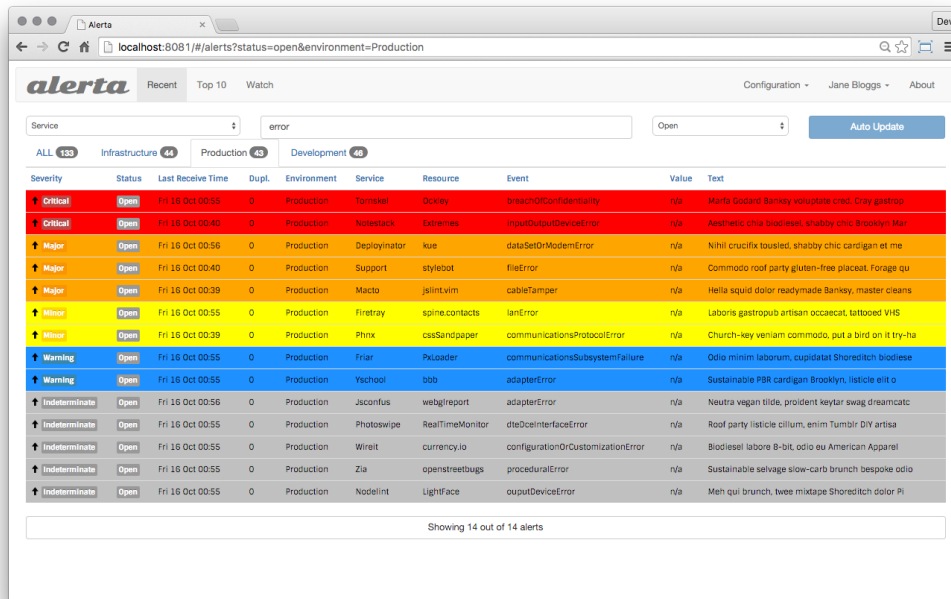 Alerta
Dev
localhost:8081/#/alerts?status=open&environment=Production
alerta Recent Top 10 Watch Configuration Jane Bloggs About
Service error Open Auto Update
ALL 133 Infrastructure 44 Production 43 Development 46
Severity Status Last Receive Time Dupl. Environment Service Resource Event Value Text
Critical Open Fri 16 Oct 00:55 0 Production Torriskel Ockley breachOfConfidentiality n/a Marfa Godard Banksy voluptate cred. Cray gastrop
Critical Open Fri 16 Oct 00:40 0 Production Notestack Extremes inputOutputDeviceError n/a Aesthetic chia biodiesel, shabby chic Brooklyn Mar
Major Open Fri 16 Oct 00:56 0 Production Deployinator kue dataSetOrModemError n/a Nihil crucifix tousled, shabby chic cardigan et me
Major Open Fri 16 Oct 00:40 0 Production Support stylebot fileError n/a Commodo roof party gluten-free placeat. Forage qu
Major Open Fri 16 Oct 00:39 0 Production Macto jslint.vim cableTamper n/a Hella squid dolor readymade Banksy, master cleans
Minor Open Fri 16 Oct 00:55 0 Production Firetray spine.contacts lanError n/a Laboris gastropub artisan occaecat, tattooed VHS
Minor Open Fri 16 Oct 00:39 0 Production Phnx cssSandpaper communicationsProtocolError n/a Church-key veniam commodo, put a bird on it try-ha
Warning Open Fri 16 Oct 00:55 0 Production Friar PxLoader communicationsSubsystemFailure n/a Odio minim laborum, cupidatat Shoreditch biodiese
Warning Open Fri 16 Oct 00:55 0 Production Yschool bbb adapterError n/a Sustainable PBR cardigan Brooklyn, listicle elit o
Indeterminate Open Fri 16 Oct 00:56 0 Production Jsconfus webglreport adapterError n/a Neutra vegan tilde, proident keytar swag dreamcatc
Indeterminate Open Fri 16 Oct 00:55 0 Production Photoswipe RealTimeMonitor dteDceInterfaceError n/a Roof party listicle cillum, enim Tumblr DIY artisa
Indeterminate Open Fri 16 Oct 00:55 0 Production Wireit currency.io configurationOrCustomizationError n/a Biodiesel labore 8-bit, odio eu American Apparel
Indeterminate Open Fri 16 Oct 00:55 0 Production Zia openstreetbugs proceduralError n/a Sustainable selvage slow-carb brunch bespoke odio
Indeterminate Open Fri 16 Oct 00:55 0 Production Nodelint LightFace ouputDeviceError n/a Meh qui brunch, twee mixtape Shoreditch dolor Pi
Showing 14 out of 14 alerts